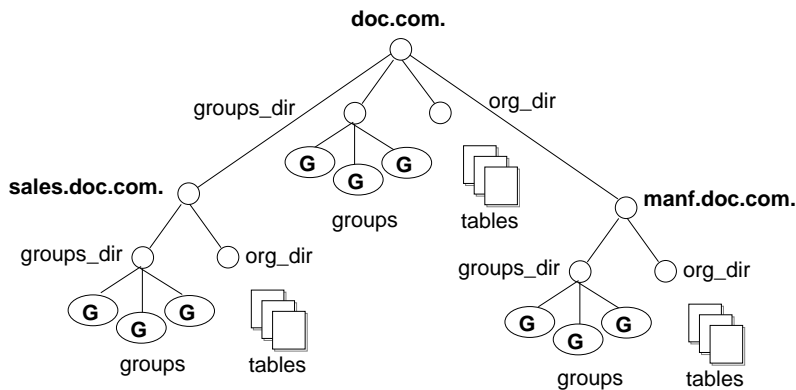 doc.com.
groups_dir
org_dir
G G G
groups
tables
sales.doc.com.
manf.doc.com.
groups_dir
org_dir
G G G
groups
tables
groups_dir
org_dir
G G G
groups
tables